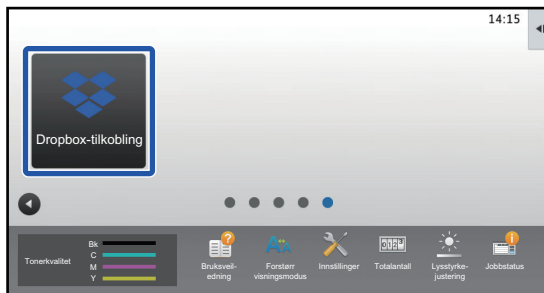 14:15
Dropbox-tilkobling
Tonerkvalitet
Bk
C
M
Y
Bruksveil-
edning
Forstørr
visningsmodus
Innstillinger
Totalantall
Lysstyrke-
justering
Jobbstatus